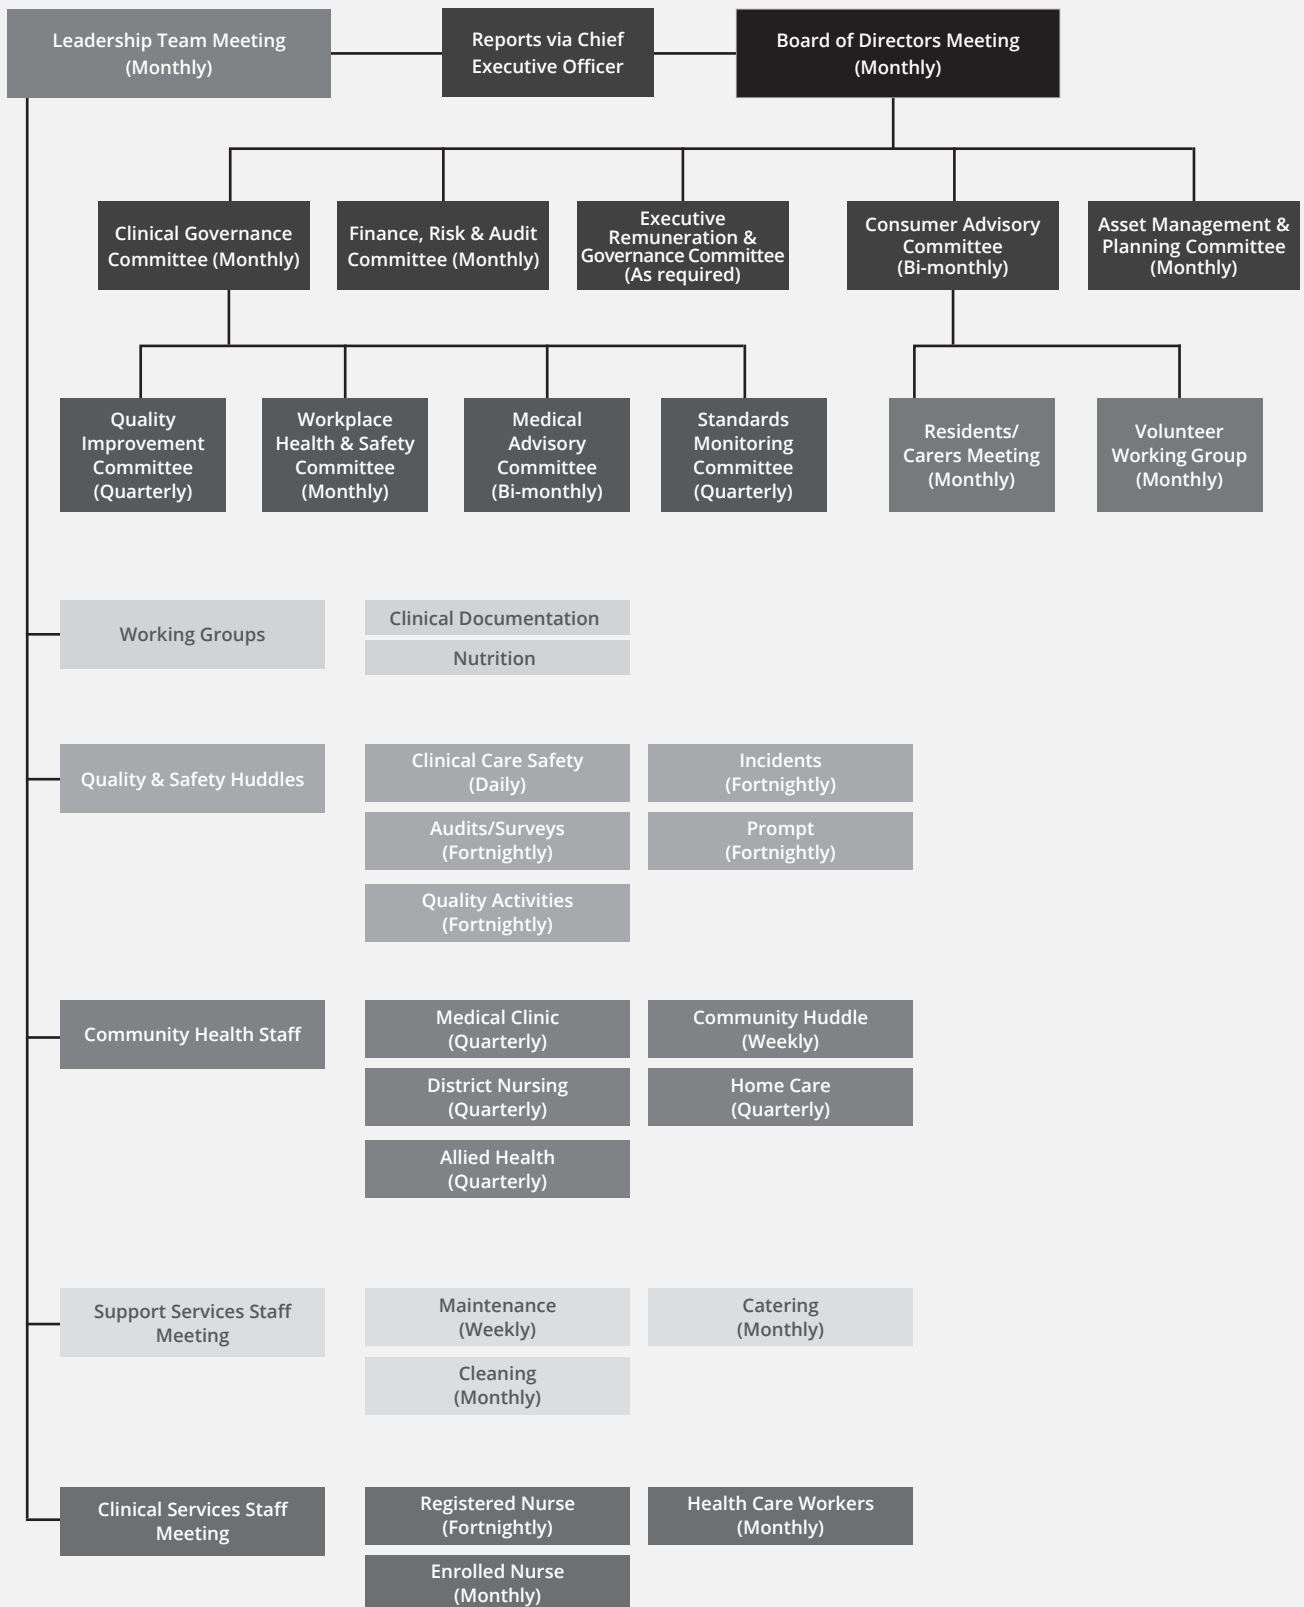 Leadership Team Meeting
(Monthly)
Reports via Chief
Executive Officer
Board of Directors Meeting
(Monthly)
Clinical Governance
Committee (Monthly)
Finance, Risk & Audit
Committee (Monthly)
Executive
Remuneration &
Governance Committee
(As required)
Consumer Advisory
Committee
(Bi-monthly)
Asset Management &
Planning Committee
(Monthly)
Quality
Improvement
Committee
(Quarterly)
Workplace
Health & Safety
Committee
(Monthly)
Medical
Advisory
Committee
(Bi-monthly)
Standards
Monitoring
Committee
(Quarterly)
Residents/
Carers Meeting
(Monthly)
Volunteer
Working Group
(Monthly)
Working Groups
Clinical Documentation
Nutrition
Quality & Safety Huddles
Clinical Care Safety
(Daily)
Incidents
(Fortnightly)
Audits/Surveys
(Fortnightly)
Prompt
(Fortnightly)
Quality Activities
(Fortnightly)
Community Health Staff
Medical Clinic
(Quarterly)
Community Huddle
(Weekly)
District Nursing
(Quarterly)
Home Care
(Quarterly)
Allied Health
(Quarterly)
Support Services Staff
Meeting
Maintenance
(Weekly)
Catering
(Monthly)
Cleaning
(Monthly)
Clinical Services Staff
Meeting
Registered Nurse
(Fortnightly)
Health Care Workers
(Monthly)
Enrolled Nurse
(Monthly)